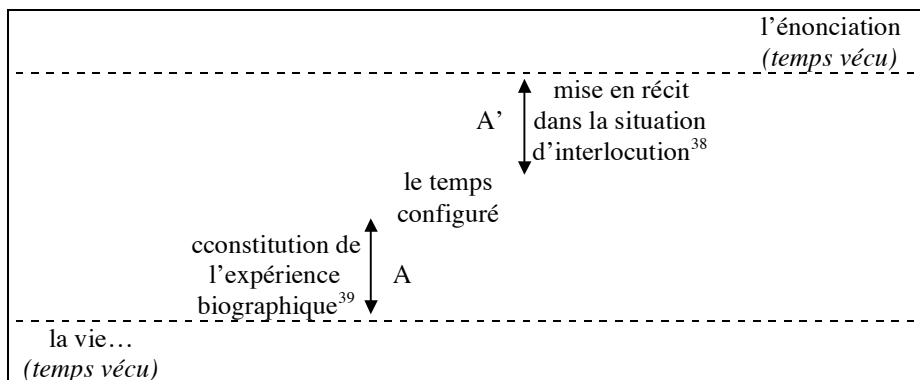 l’énonciation
(temps vécu)
mise en récit
A’
dans la situation
d’interlocution38
le temps
configuré
cconstitution de
l’expérience
A
biographique39
la vie…
(temps vécu)